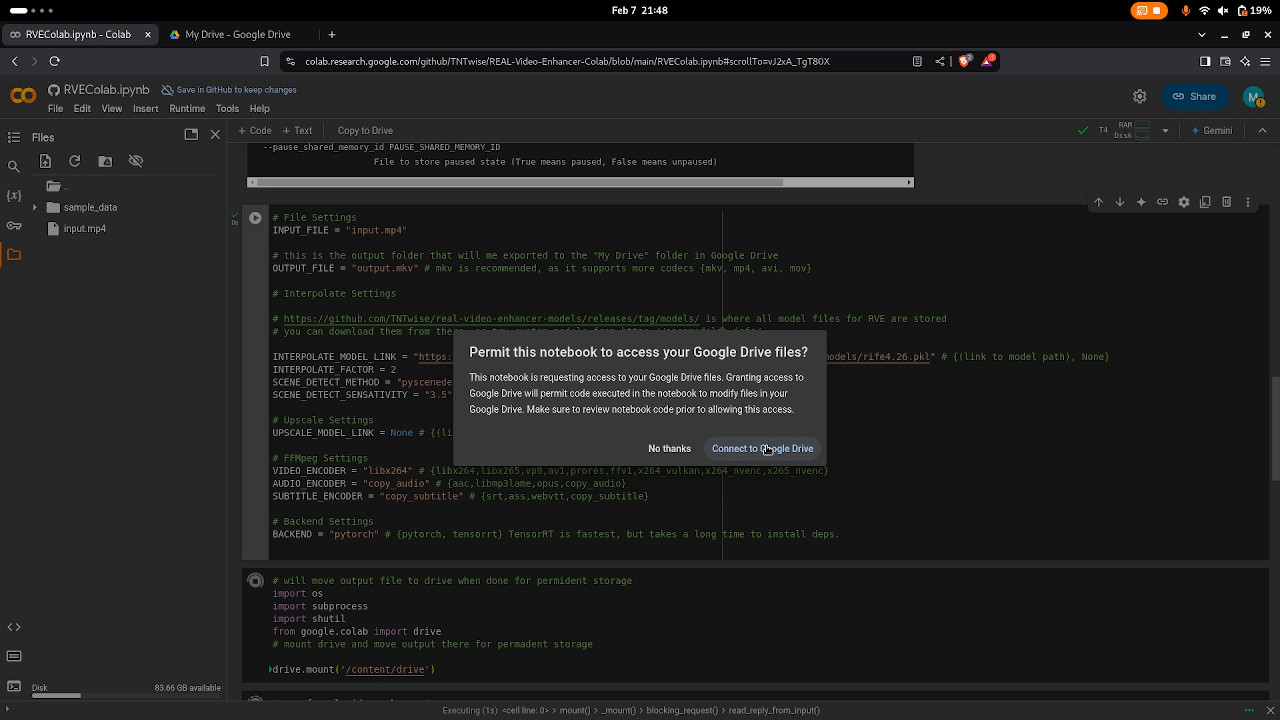 Feb 7 21:48
19%
RVEColab.ipynb - Colab
My Drive - Google Drive
colab.research.google.com/github/TNTwise/REAL-Video-Enhancer-Colab/blob/main/RVEColab.ipynb#scrollTo=vJ2xA_TgT80X
RVEColab.ipynb
Save in GitHub to keep changes
File Edit View Insert Runtime Tools Help
Share
M
Files
+ Code + Text Copy to Drive
T4
RAM
Disk
Gemini
..
sample_data
input.mp4
--pause_shared_memory_id PAUSE_SHARED_MEMORY_ID
File to store paused state (True means paused, False means unpaused)
# File Settings
INPUT_FILE = "input.mp4"
# this is the output folder that will me exported to the "My Drive" folder in Google Drive
OUTPUT_FILE = "output.mkv" # mkv is recommended, as it supports more codecs {mkv, mp4, avi, mov}
# Interpolate Settings
# https://github.com/TNTwise/real-video-enhancer-models/releases/tag/models/ is where all model files for RVE are stored
# you can download them from
INTERPOLATE_MODEL_LINK = "https: models/rife4.26.pkl" # {(link to model path), None}
INTERPOLATE_FACTOR = 2
SCENE_DETECT_METHOD = "pyscenede
SCENE_DETECT_SENSITIVITY = "3.5"
# Upscale Settings
UPSCALE_MODEL_LINK = None # {(li
# FFMpeg Settings
VIDEO_ENCODER = "libx264" # {libx264,libx265,vp9,av1,prores,ffv1,x264_vulkan,x264_nvenc,x265_nvenc}
AUDIO_ENCODER = "copy_audio" # {aac,libmp3lame,opus,copy_audio}
SUBTITLE_ENCODER = "copy_subtitle" # {srt,ass,webvtt,copy_subtitle}
# Backend Settings
BACKEND = "pytorch" # {pytorch, tensorrt} TensorRT is fastest, but takes a long time to install deps.
Permit this notebook to access your Google Drive files?
This notebook is requesting access to your Google Drive files. Granting access to
Google Drive will permit code executed in the notebook to modify files in your
Google Drive. Make sure to review notebook code prior to allowing this access.
No thanks
Connect to Google Drive
# will move output file to drive when done for permident storage
import os
import subprocess
import shutil
from google.colab import drive
# mount drive and move output there for permadent storage
drive.mount('/content/drive')
Disk
83.66 GB available
Executing (1s) <cell line: 0> > mount() > _mount() > blocking_request() > read_reply_from_input()